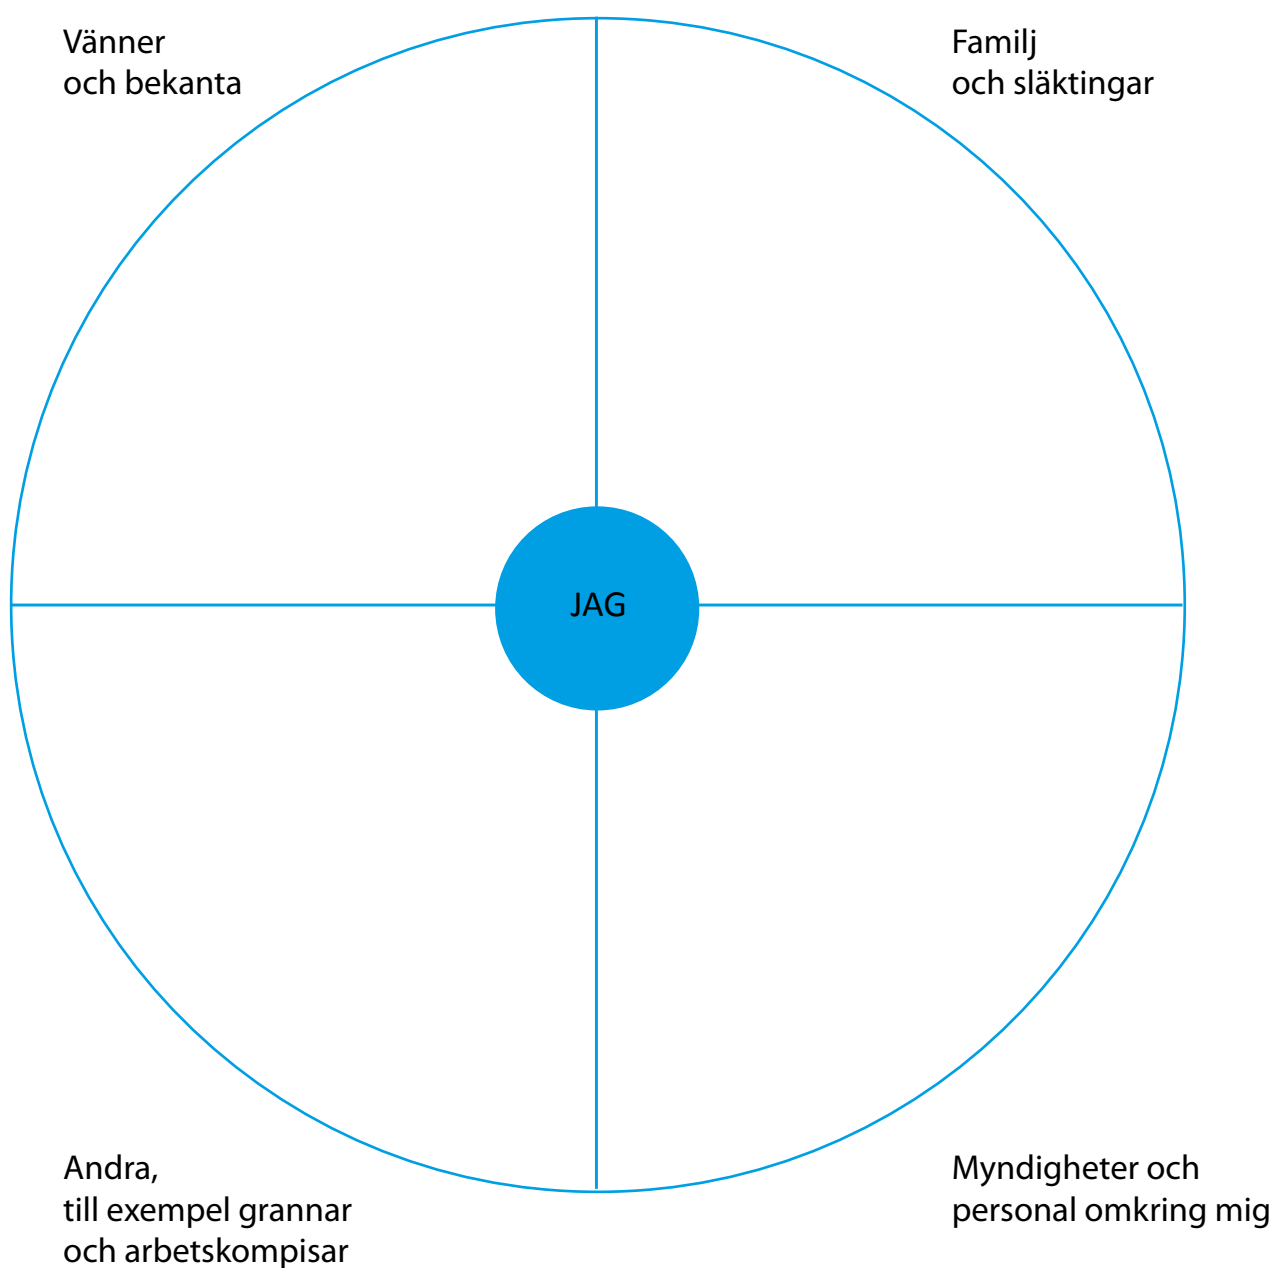 Vänner
och bekanta
Familj
och släktingar
JAG
Andra,
till exempel grannar
och arbetskompisar
Myndigheter och
personal omkring mig